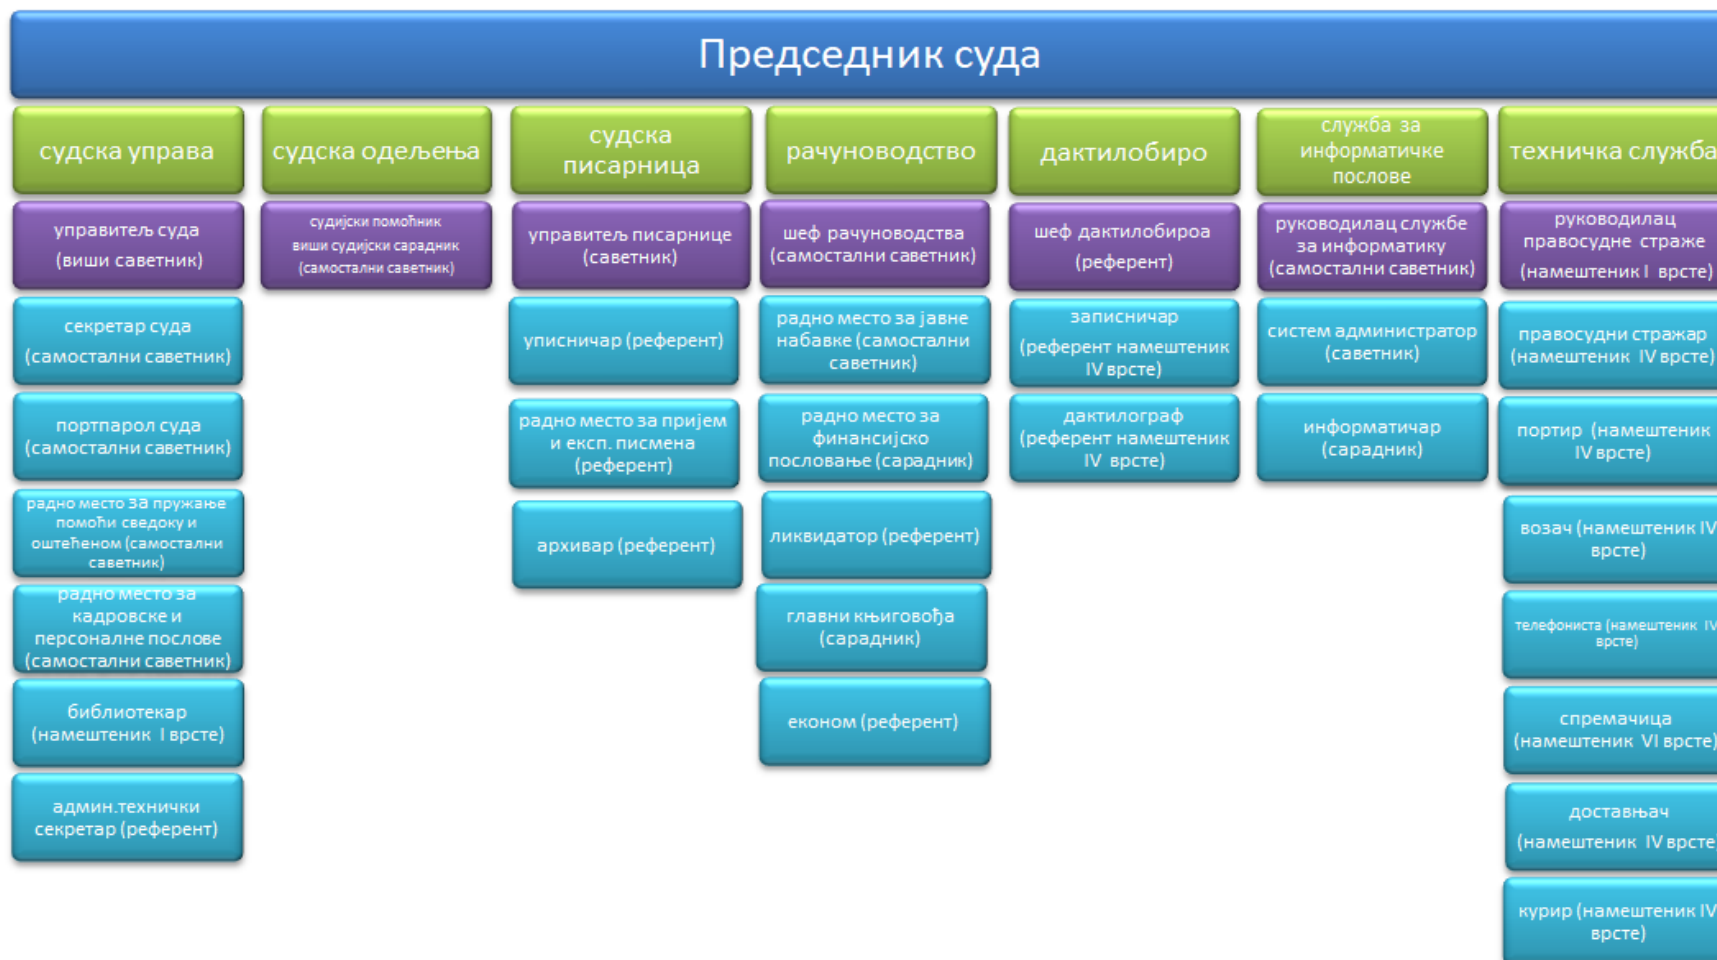 Председник суда
судска управа
управитељ суда
(виши саветник)
секретар суда
(самостални саветник)
портпарол суда
(самостални саветник)
радно место за пружање
помоћи сведоку и
оштећеном (самостални
саветник)
радно место за
кадровске и
персоналне послове
(самостални саветник)
библиотекар
(намештеник I врсте)
админ.технички
секретар (референт)
судска одељења
судијски помоћник
виши судијски сарадник
(самостални саветник)
судска
писарница
управитељ писарнице
(саветник)
уписничар (референт)
радно место за пријем
и експ. писмена
(референт)
архивар (референт)
рачуноводство
шеф рачуноводства
(самостални саветник)
радно место за јавне
набавке (самостални
саветник)
радно место за
финансијско
пословање (сарадник)
ликвидатор (референт)
главни књиговођа
(сарадник)
економ (референт)
дактилобиро
шеф дактилобироа
(референт)
записничар
(референт намештеник
IV врсте)
дактилограф
(референт намештеник
IV врсте)
служба за
информатичке
послове
руководилац службе
за информатику
(самостални саветник)
систем администратор
(саветник)
информатичар
(сарадник)
техничка служба
руководилац
правосудне страже
(намештеник I врсте)
правосудни стражар
(намештеник IV врсте)
портир (намештеник
IV врсте)
возач (намештеник IV
врсте)
телефониста (намештеник IV
врсте)
спремачица
(намештеник VI врсте)
достављач
(намештеник IV врсте
курир (намештеник IV
врсте)